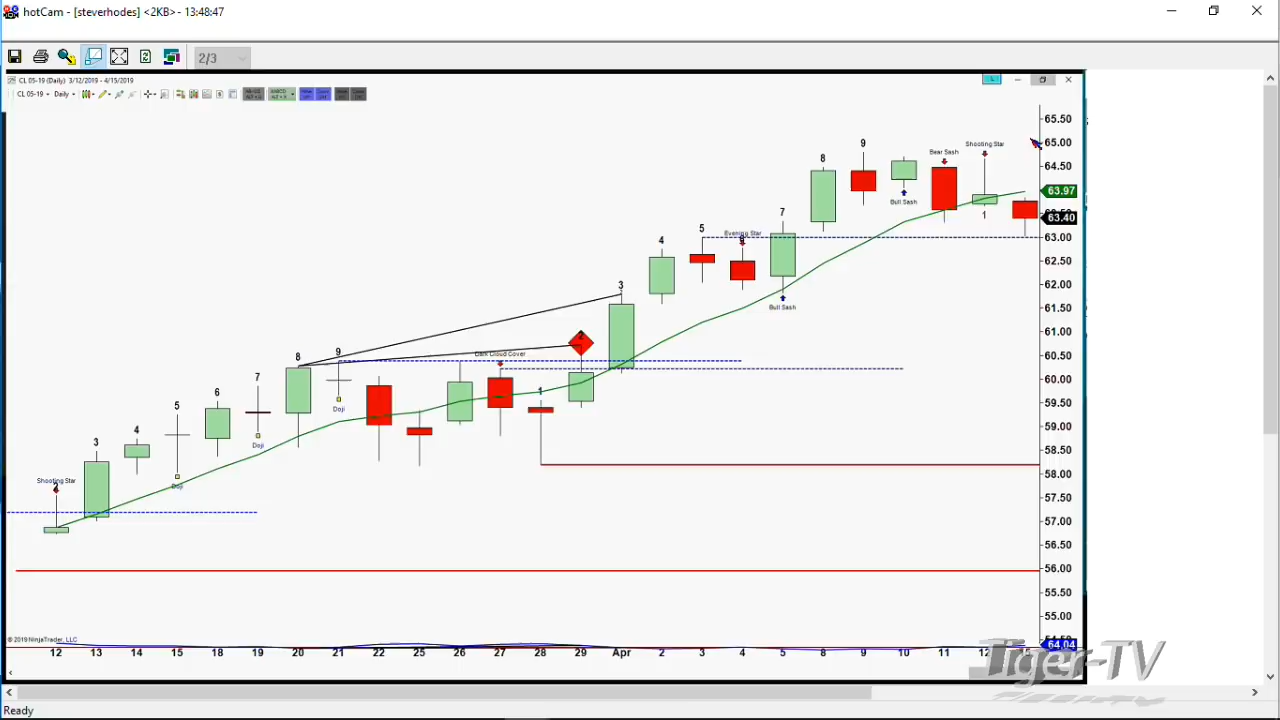 hotCam - [steverhodes] <2KB> - 13:48:47
2/3
CL 05-19 (Daily) 3/12/2019 - 4/15/2019
CL 05-19
Daily
65.50
65.00
64.50
63.97
63.40
63.00
62.50
62.00
61.50
61.00
60.50
60.00
59.50
59.00
58.50
58.00
57.50
57.00
56.50
56.00
55.50
55.00
64.04
Shooting Star
3
4
5
Doji
6
7
Doji
8
9
Doji
Dark Cloud Cover
1
2
3
4
5
Evening Star
7
Bull Sash
8
9
Bull Sash
Bear Sash
Shooting Star
1
© 2019 NinjaTrader, LLC
12 13 14 15 18 19 20 21 22 25 26 27 28 29 Apr 2 3 4 5 8 9 10 11 12
Tiger-TV
Ready